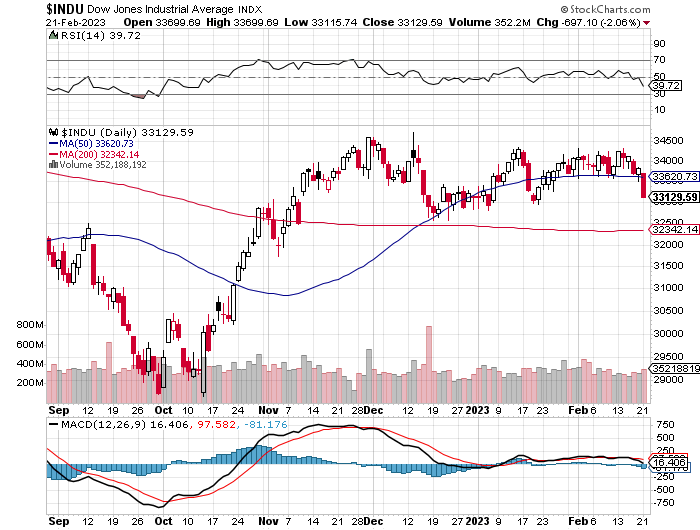 $INDU Dow Jones Industrial Average INDX © StockCharts.com
21-Feb-2023 Open 33699.69 High 33699.69 Low 33115.74 Close 33129.59 Volume 352.2M Chg -697.10 (-2.06%)
RSI(14) 39.72
90
70
50
39.72
30
10
$INDU (Daily) 33129.59
MA(50) 33620.73
MA(200) 32342.14
Volume 352,188,192
34500
34000
33620.73
33129.59
32500
32342.14
32000
31500
31000
30500
30000
29500
29000
800M
600M
400M
200M
35218819
Sep 12 19 26 Oct 10 17 24 Nov 7 14 21 28 Dec 12 19 27 2023 9 17 23 Feb 6 13 21
MACD(12,26,9) 16.406, 97.582, -81.176
750
500
250
16.406
-250
-500
-750
Sep 12 19 26 Oct 10 17 24 Nov 7 14 21 28 Dec 12 19 27 2023 9 17 23 Feb 6 13 21